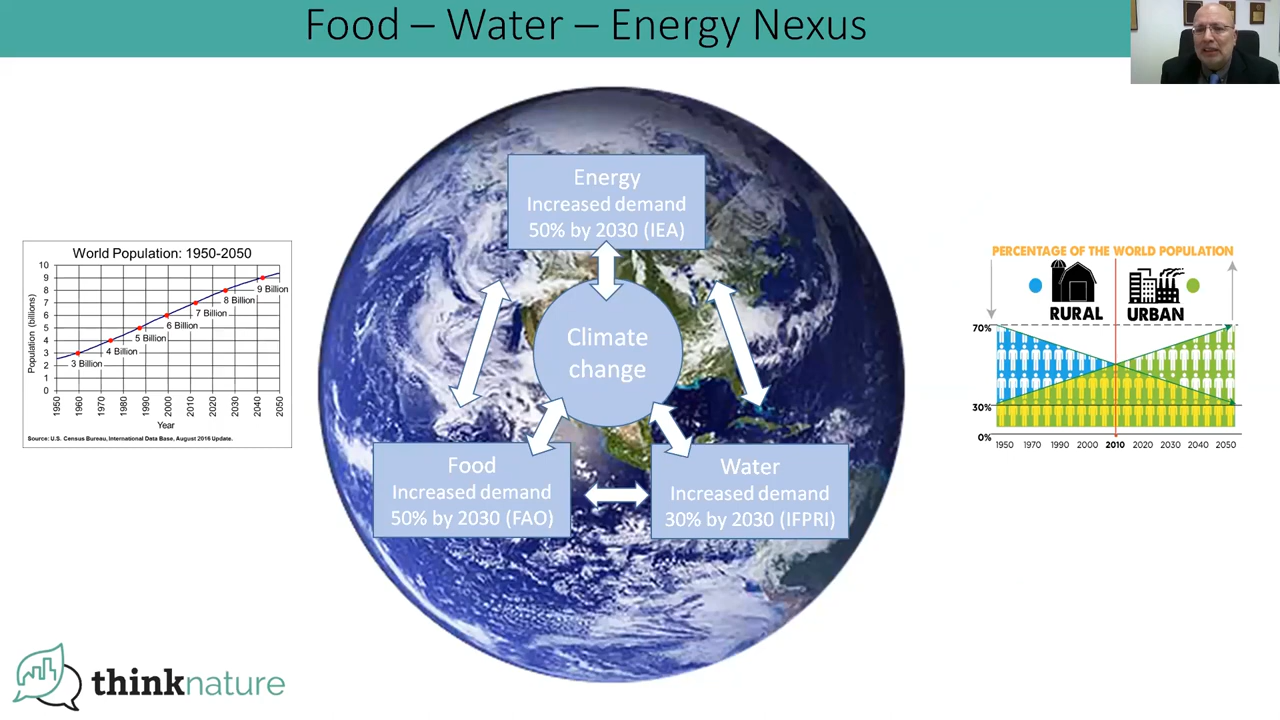 Food – Water – Energy Nexus
Energy
Increased demand
50% by 2030 (IEA)
Climate
change
Food
Increased demand
50% by 2030 (FAO)
Water
Increased demand
30% by 2030 (IFPRI)
World Population: 1950-2050
Population (billions)
10
9
8
7
6
5
4
3
2
1
0
3 Billion
4 Billion
5 Billion
6 Billion
7 Billion
8 Billion
9 Billion
1950 1960 1970 1980 1990 2000 2010 2020 2030 2040 2050
Year
Source: U.S. Census Bureau, International Data Base, August 2016 Update.
PERCENTAGE OF THE WORLD POPULATION
RURAL URBAN
70%
30%
0%
1950 1970 1990 2000 2010 2020 2030 2050
thinknature